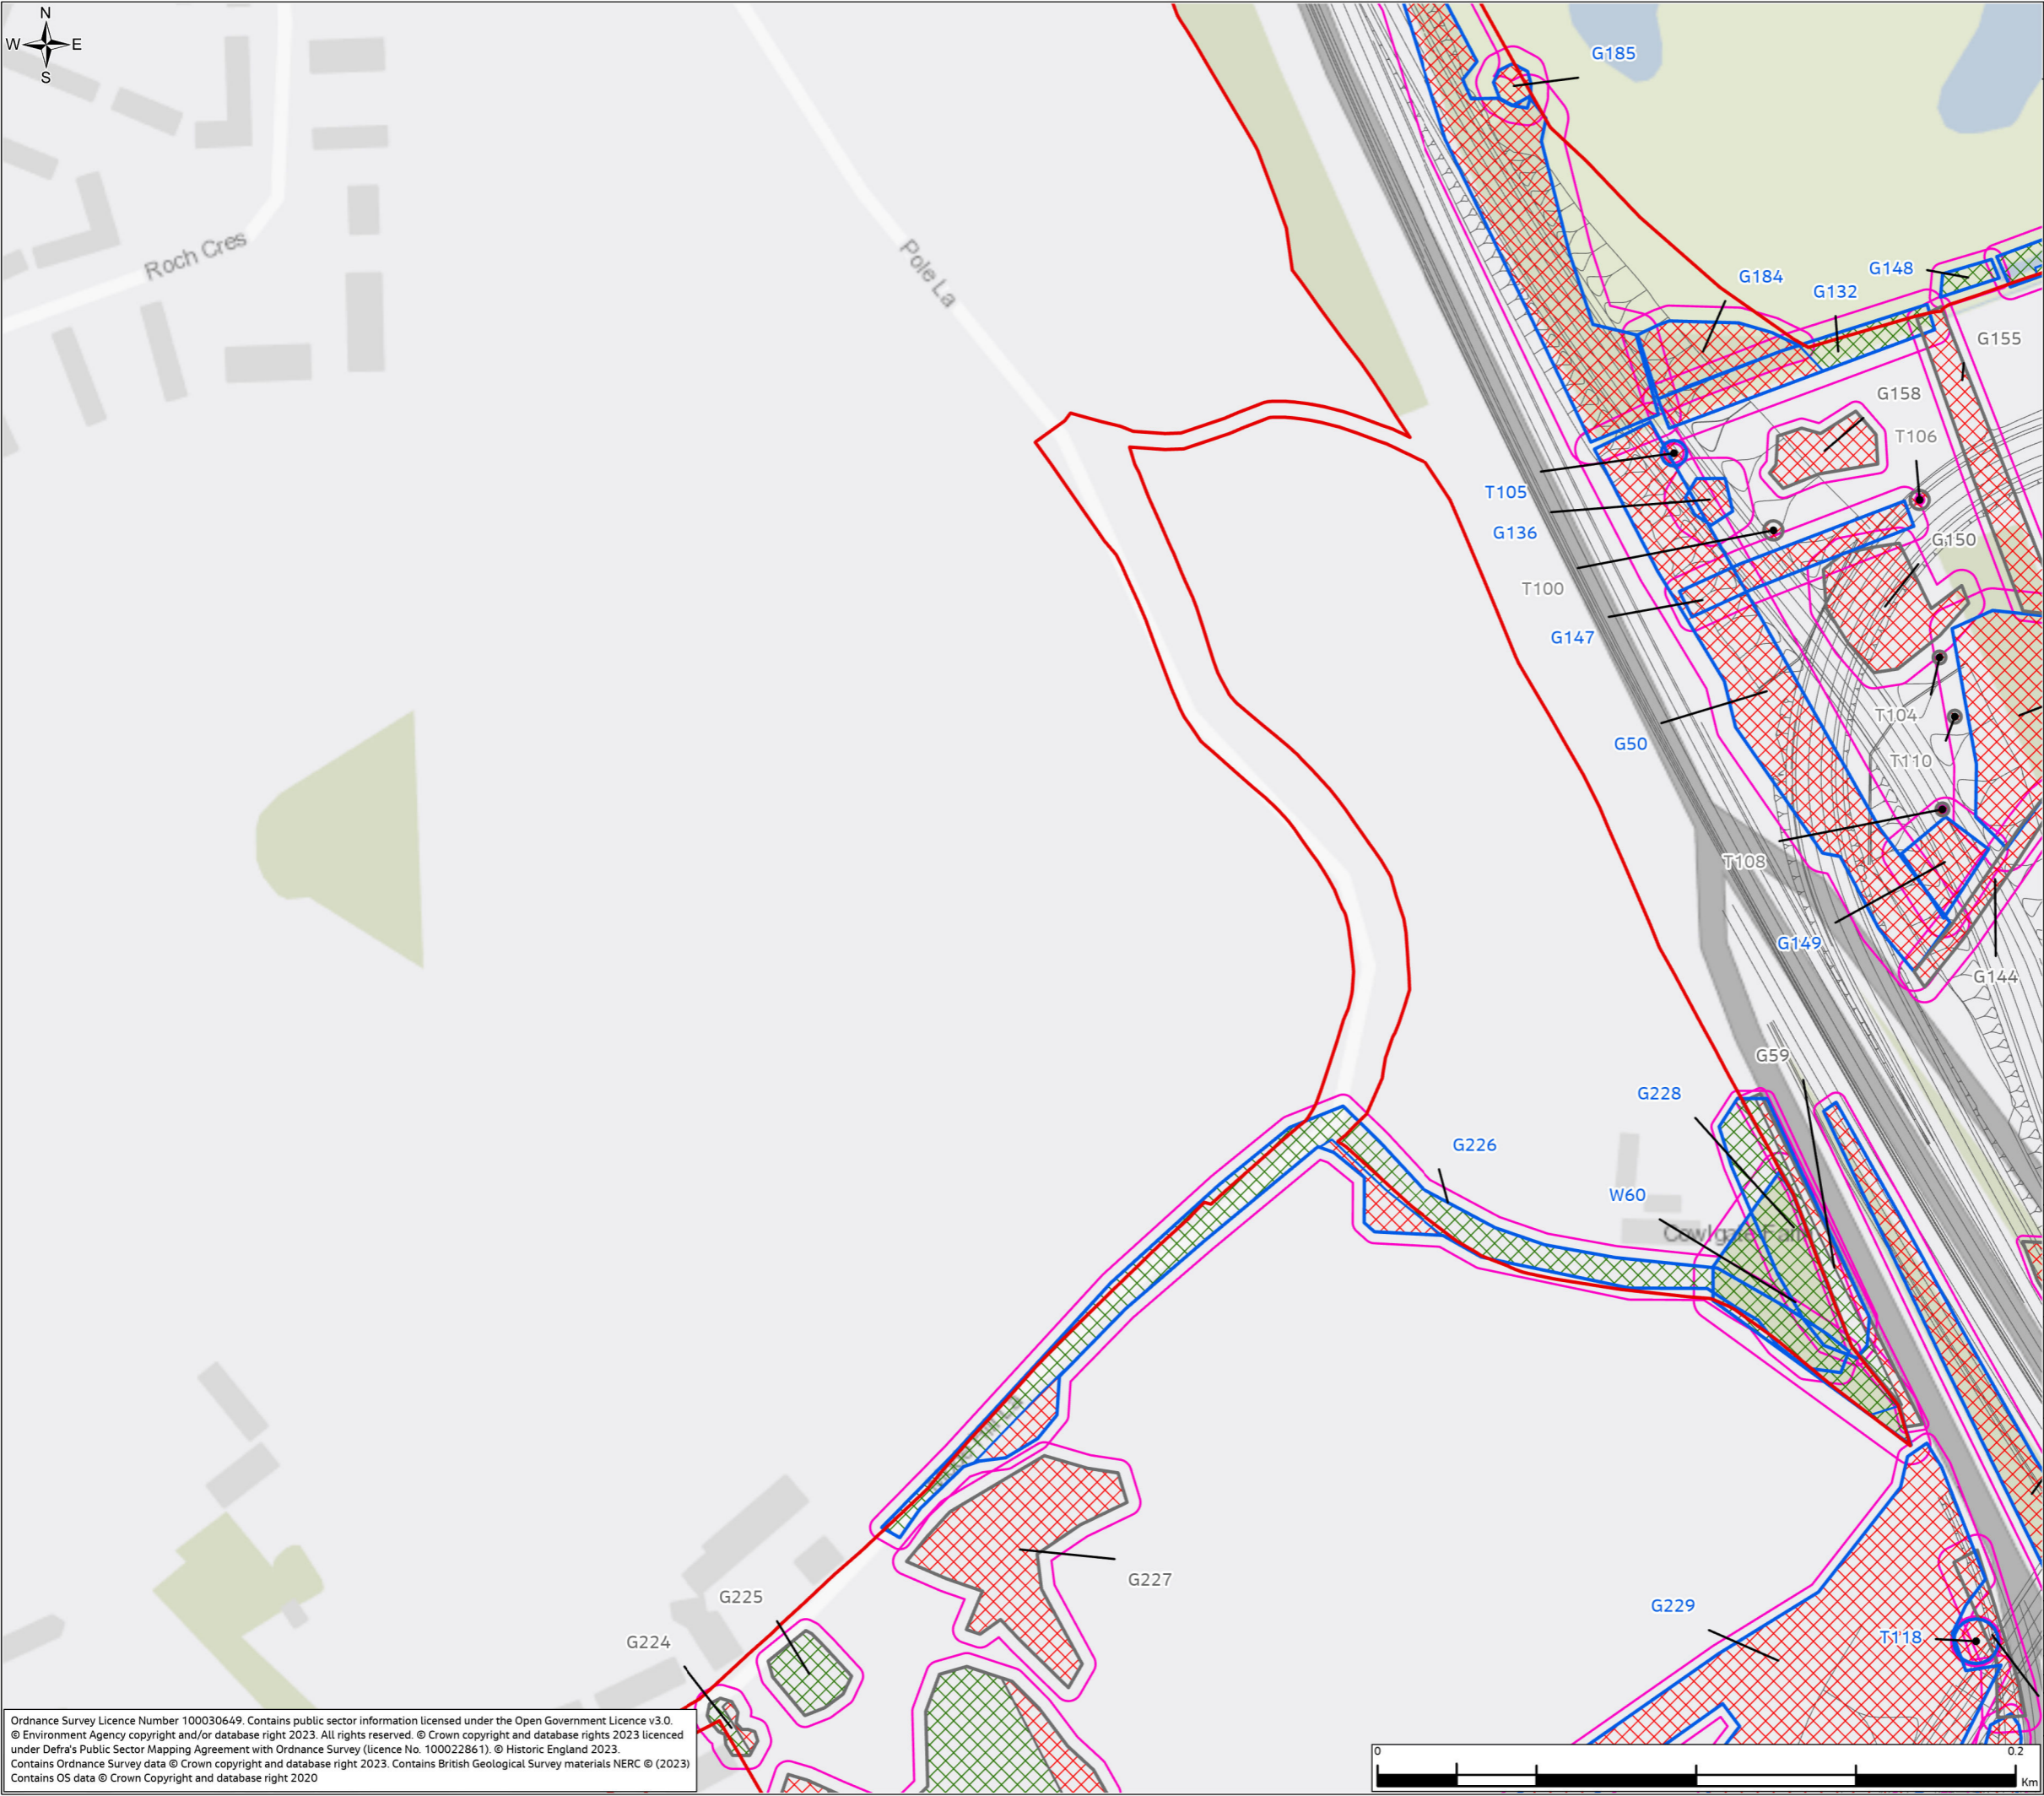 N
W E
S
G185
Roch Cres
Pole La
G184
G148
G132
G155
G158
T106
T105
G136
G150
T100
G147
T104
G50
T110
T108
G149
G144
G59
G228
G226
W60
G225
G227
G224
G229
T118
Ordnance Survey Licence Number 100030649. Contains public sector information licensed under the Open Government Licence v3.0.
© Environment Agency copyright and/or database right 2023. All rights reserved. © Crown copyright and database rights 2023 licenced
under Defra's Public Sector Mapping Agreement with Ordnance Survey (licence No. 100022861). © Historic England 2023.
Contains Ordnance Survey data © Crown copyright and database right 2023. Contains British Geological Survey materials NERC © (2023)
Contains OS data © Crown Copyright and database right 2020
0 0.2
Km